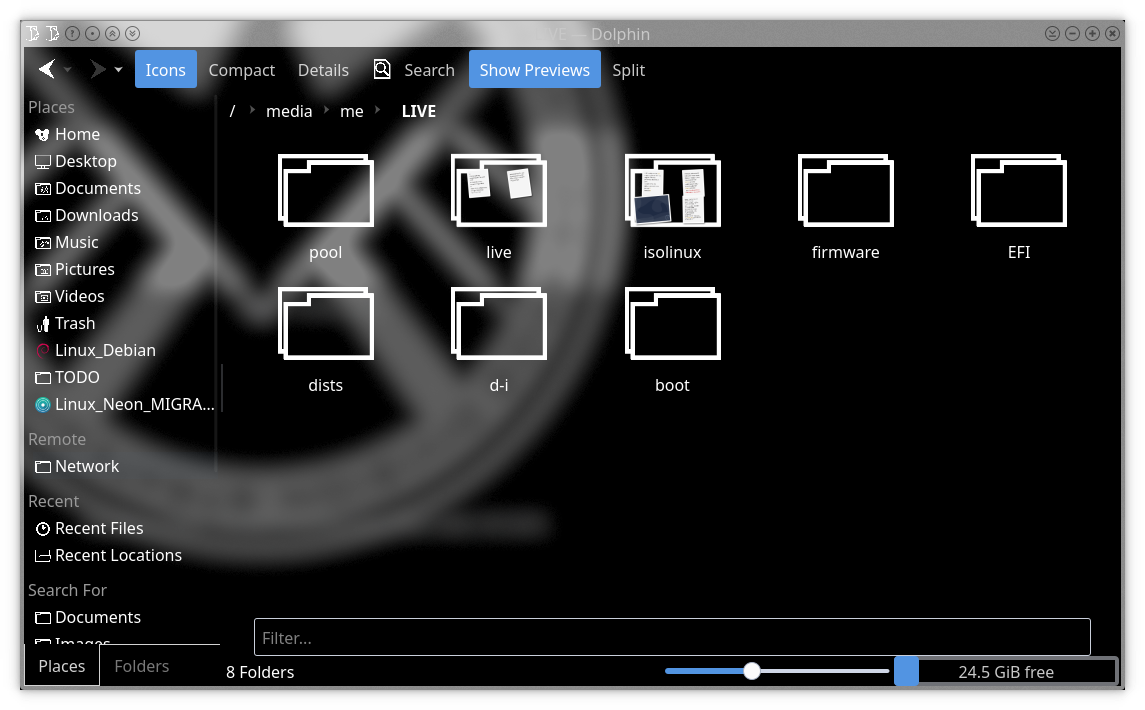 VE — Dolphin
Icons Compact Details Search Show Previews Split
/ media me LIVE
Places
Home
Desktop
Documents
Downloads
Music
Pictures
Videos
Trash
Linux_Debian
TODO
Linux_Neon_MIGRA...
Remote
Network
Recent
Recent Files
Recent Locations
Search For
Documents
Images
Places Folders
pool live isolinux firmware EFI
dists d-i boot
Filter...
8 Folders 24.5 GiB free